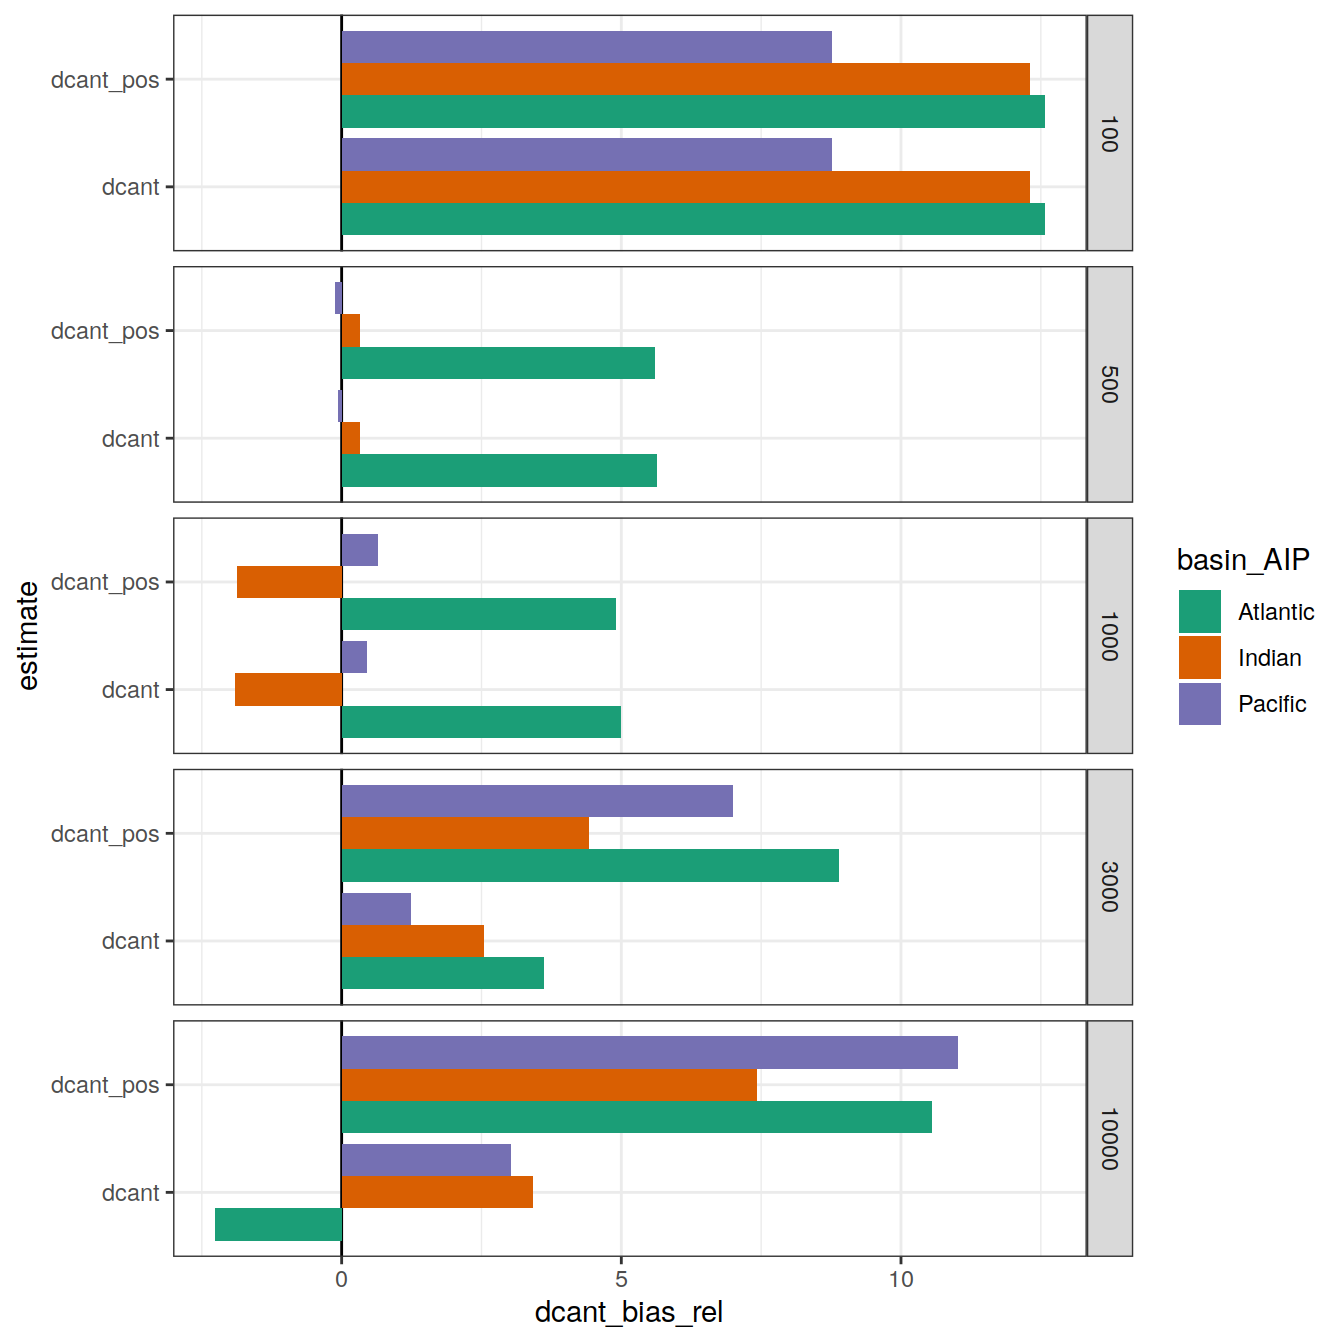 dcant_pos
dcant
100
dcant_pos
dcant
500
dcant_pos
dcant
1000
dcant_pos
dcant
3000
dcant_pos
dcant
10000
0 5 10
dcant_bias_rel
estimate
basin_AIP
Atlantic
Indian
Pacific